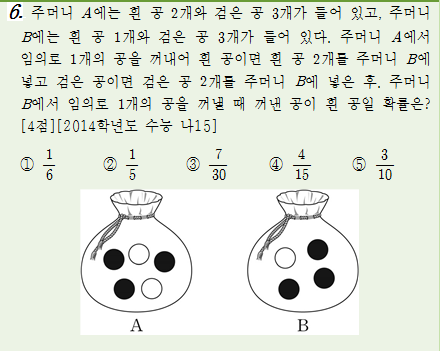 6. 주머니 A에는 흰 공 2개와 검은 공 3개가 들어 있고, 주머니
B에는 흰 공 1개와 검은 공 3개가 들어 있다. 주머니 A에서
임의로 1개의 공을 꺼내어 흰 공이면 흰 공 2개를 주머니 B에
넣고 검은 공이면 검은 공 2개를 주머니 B에 넣은 후. 주머니
B에서 임의로 1개의 공을 꺼낼 때 꺼낸 공이 흰 공일 확률은?
[4점][2014학년도 수능 나15]
① 1/6 ② 1/5 ③ 7/30 ④ 4/15 ⑤ 3/10
A B